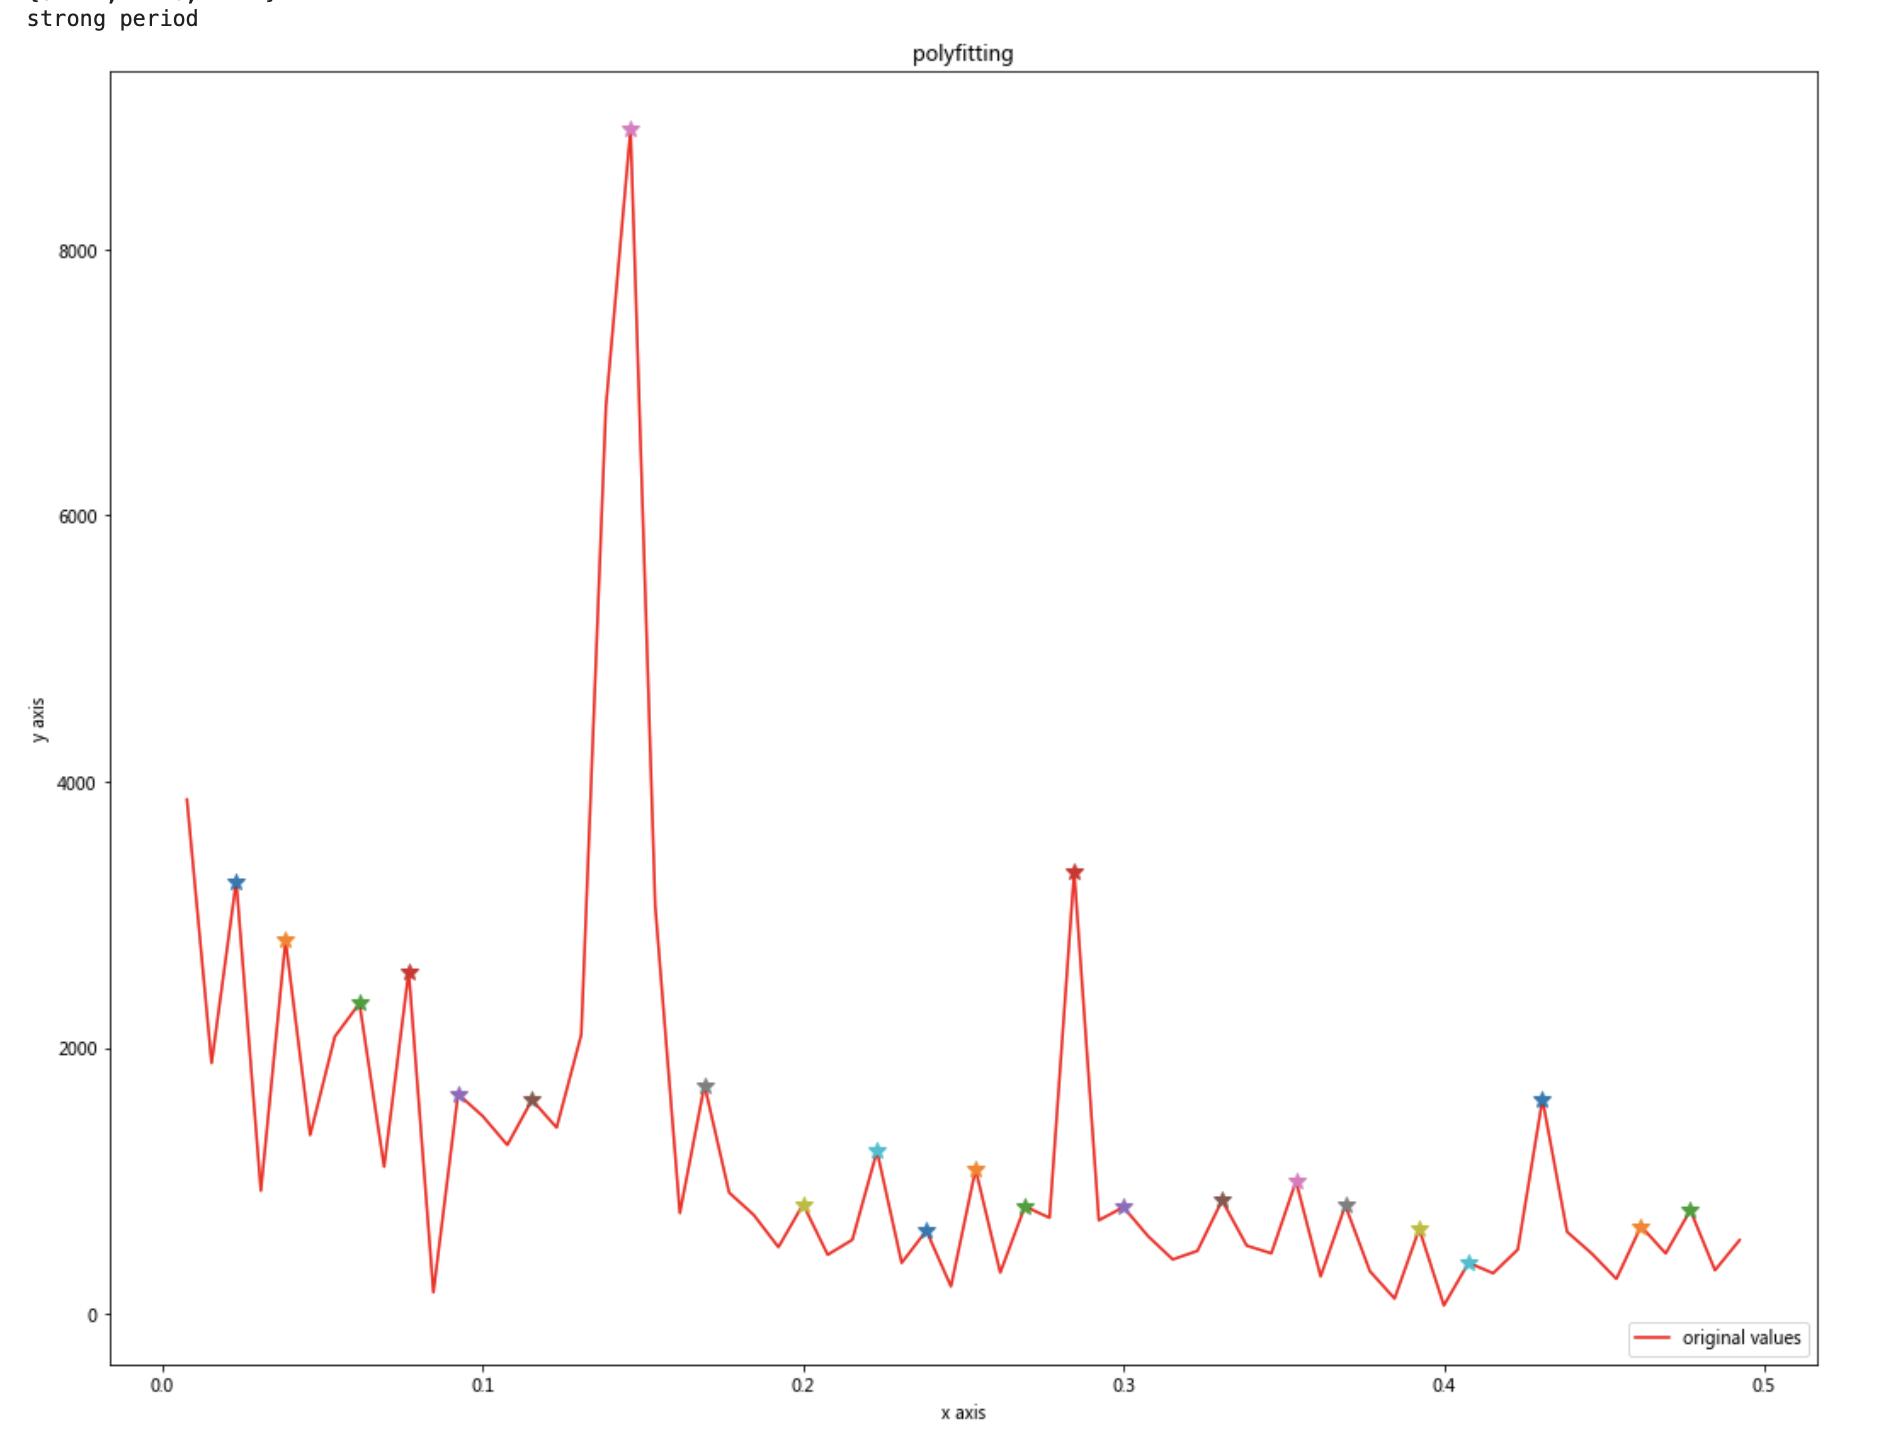 strong period
polyfitting
8000
6000
4000
2000
0
y axis
0.0 0.1 0.2 0.3 0.4 0.5
x axis
original values